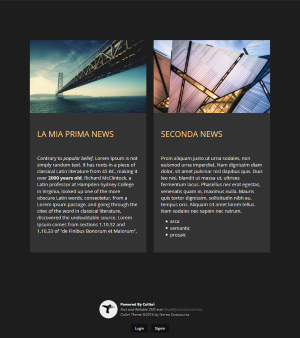 LA MIA PRIMA NEWS
Contrary to popular belief, Lorem Ipsum is not
simply random text. It has roots in a piece of
classical Latin literature from 45 BC, making it
over 2000 years old. Richard McClintock, a
Latin professor at Hampden-Sydney College
in Virginia, looked up one of the more
obscure Latin words, consectetur, from a
Lorem Ipsum passage, and going through the
cites of the word in classical literature,
discovered the undoubtable source. Lorem
Ipsum comes from sections 1.10.32 and
1.10.33 of "de Finibus Bonorum et Malorum".
SECONDA NEWS
Proin aliquam justo ut urna sodales, non
euismod urna imperdiet. Nam dignissim diam
dolor, sit amet pulvinar nisl dapibus quis. Duis
leo nisi, blandit ut massa ut, ultrices
fermentum lacus. Phasellus nec erat egestas,
venenatis quam in, maximus nulla. Mauris
quis tortor dignissim, sollicitudin nibh eu,
tempus orci. Aliquam sit amet lorem tellus.
Nam sodales nec sapien nec rutrum.
arca
semantic
prosaic
Powered By Colibrì
Fast and Reliable CMS over
Colibrì Theme ©2019 by
Login Signin